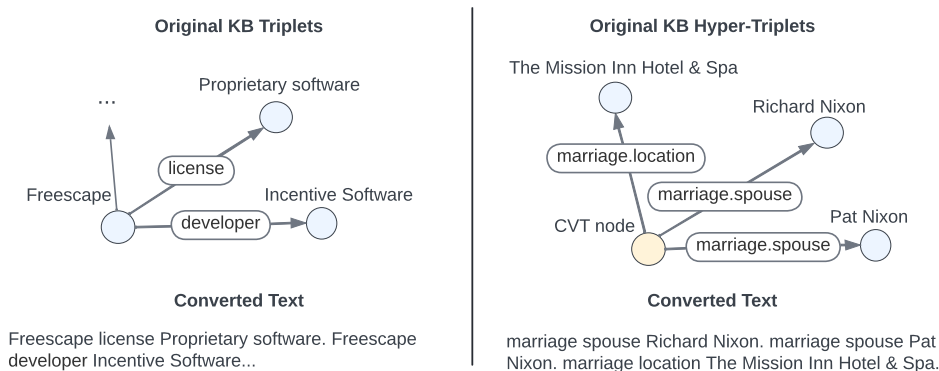 Original KB Triplets
...
Proprietary software
license
Freescape
Incentive Software
developer
Converted Text
Freescape license Proprietary software. Freescape
developer Incentive Software...
Original KB Hyper-Triplets
The Mission Inn Hotel & Spa
Richard Nixon
marriage.location
marriage.spouse
CVT node
Pat Nixon
marriage.spouse
Converted Text
marriage spouse Richard Nixon. marriage spouse Pat
Nixon. marriage location The Mission Inn Hotel & Spa.